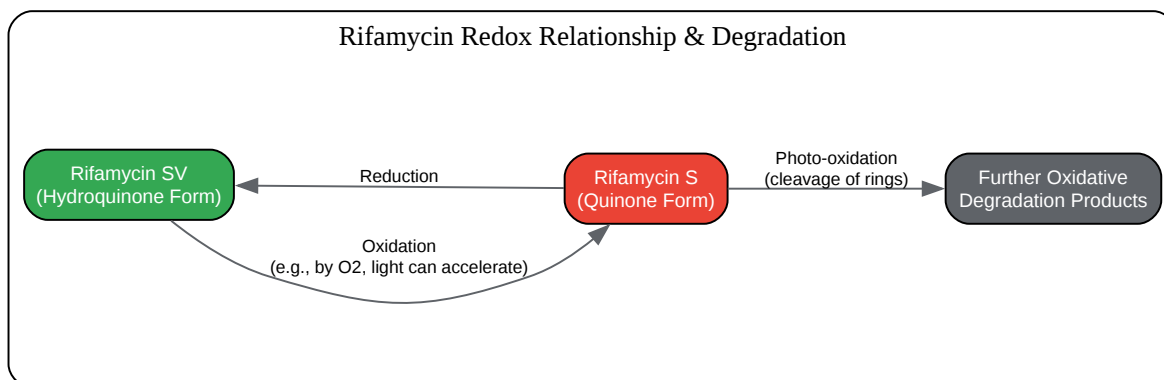 Rifamycin Redox Relationship & Degradation
Rifamycin SV
(Hydroquinone Form)
Reduction
Rifamycin S
(Quinone Form)
Photo-oxidation
(cleavage of rings)
Further Oxidative
Degradation Products
Oxidation
(e.g., by O2, light can accelerate)